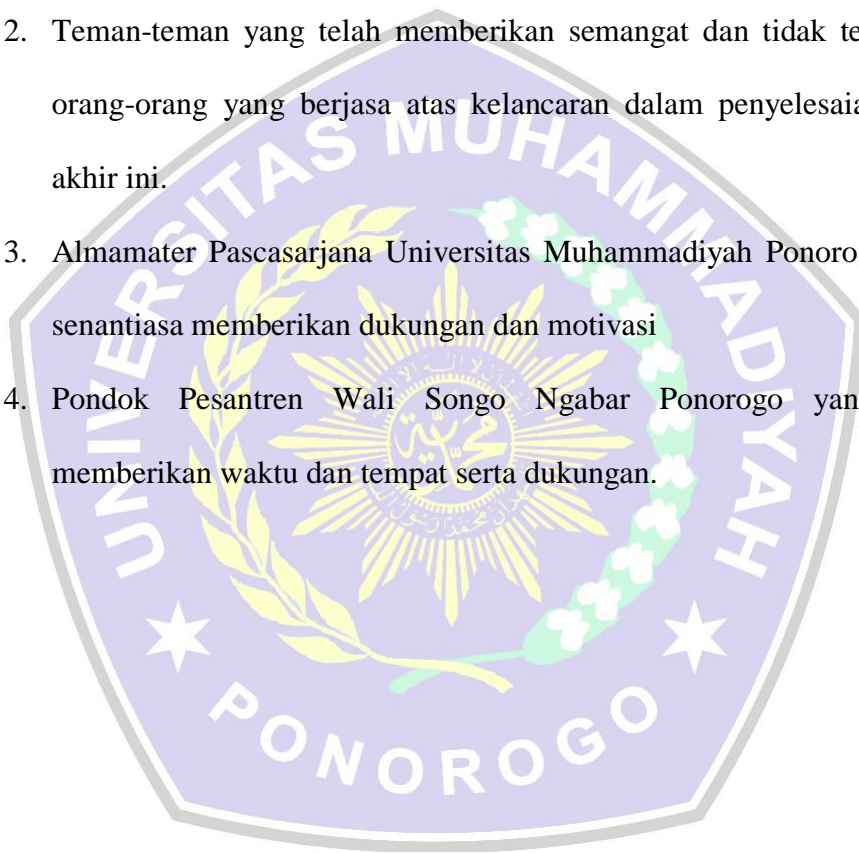 2. Teman-teman yang telah memberikan semangat dan tidak te
orang-orang yang berjasa atas kelancaran dalam penyelesaia
akhir ini.
3. Almamater Pascasarjana Universitas Muhammadiyah Ponoro
senantiasa memberikan dukungan dan motivasi
4. Pondok Pesantren Wali Songo Ngabar Ponorogo yan
memberikan waktu dan tempat serta dukungan.
UNIVERSITAS MUHAMMADIYAH
PONOROGO